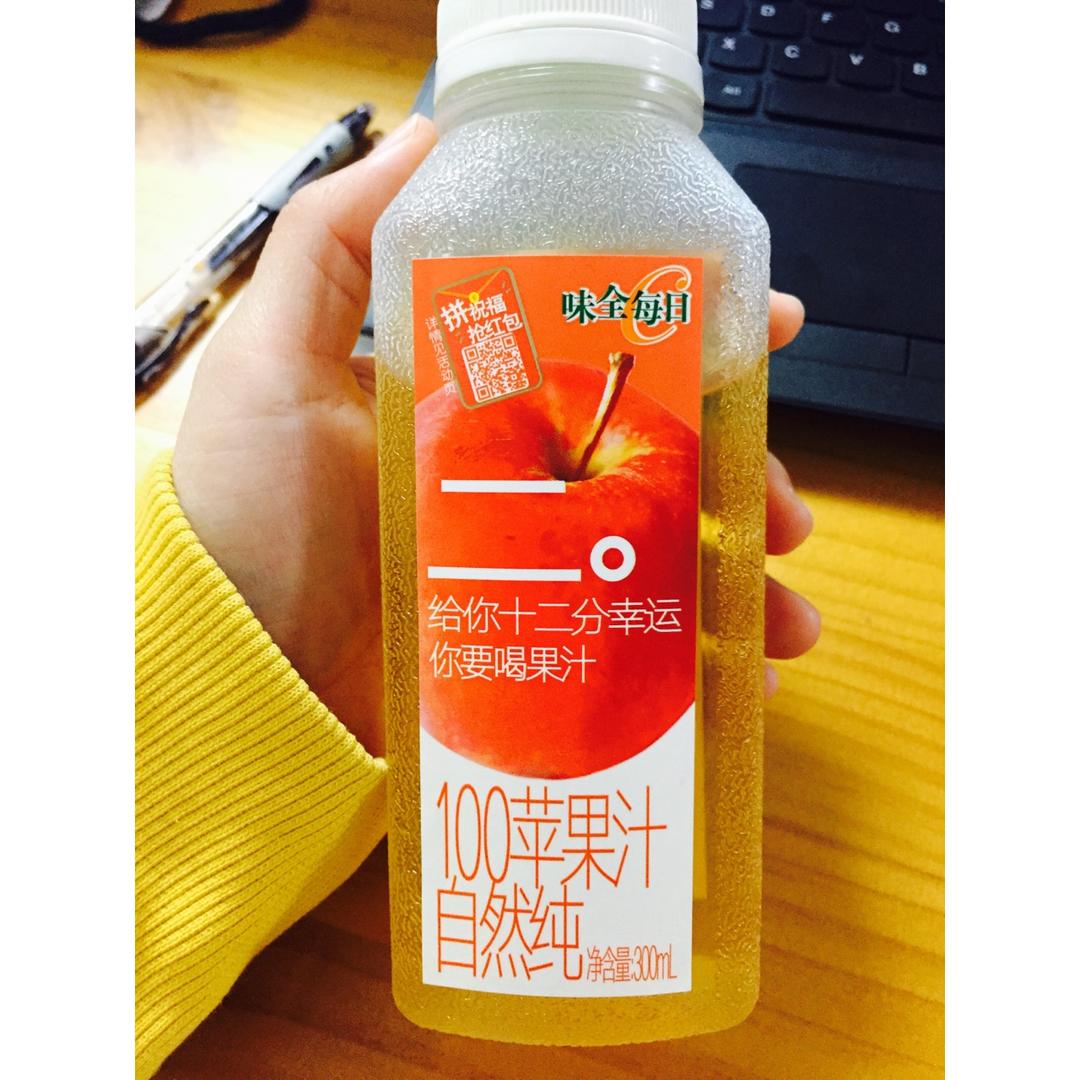 拼祝福
抢红包
详情见活动页
味全每日C
二。
给你十二分幸运
你要喝果汁
100苹果汁
自然纯
净含量:300mL
S
D
F
G
X
C
V
B
Alt